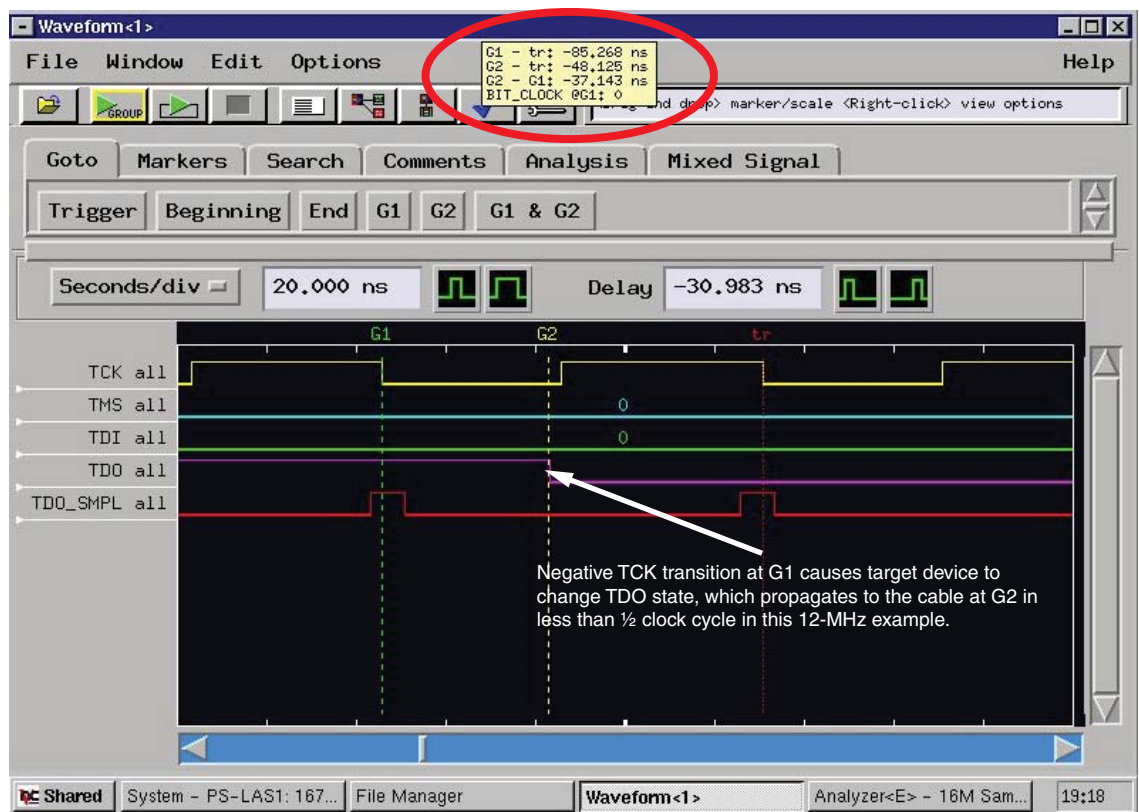 Waveform<1>
File Window Edit Options Help
G1 - tr: -85.268 ns
G2 - tr: -48.125 ns
G2 - G1: -37.143 ns
BIT_CLOCK @G1: 0
GROUP
and drop> marker/scale <Right-click> view options
Goto Markers Search Comments Analysis Mixed Signal
Trigger Beginning End G1 G2 G1 & G2
Seconds/div 20.000 ns Delay -30.983 ns
G1 G2 tr
TCK all
TMS all 0
TDI all 0
TDO all
TDO_SMPL all
Negative TCK transition at G1 causes target device to
change TDO state, which propagates to the cable at G2 in
less than ½ clock cycle in this 12-MHz example.
Shared System - PS-LAS1: 167... File Manager Waveform<1> Analyzer<E> - 16M Sam... 19:18